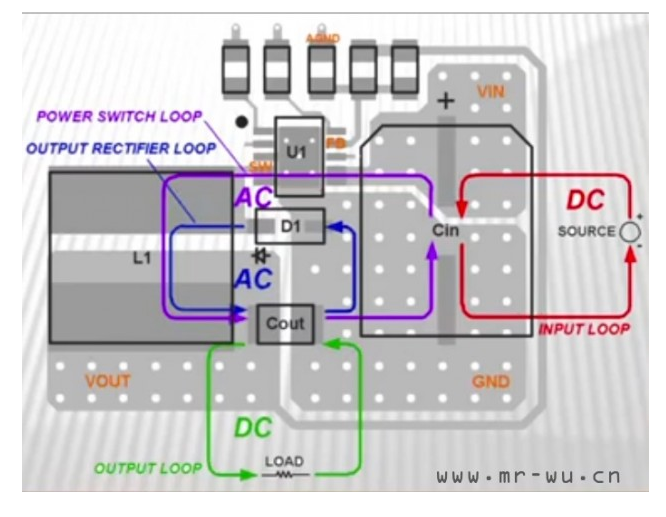 AGND
+
VIN
POWER SWITCH LOOP
OUTPUT RECTIFIER LOOP
U1
FB
SW
AC
DC
D1
Cin
SOURCE
+
-
L1
AC
Cout
INPUT LOOP
VOUT
GND
DC
OUTPUT LOOP
LOAD
www.mr-wu.cn